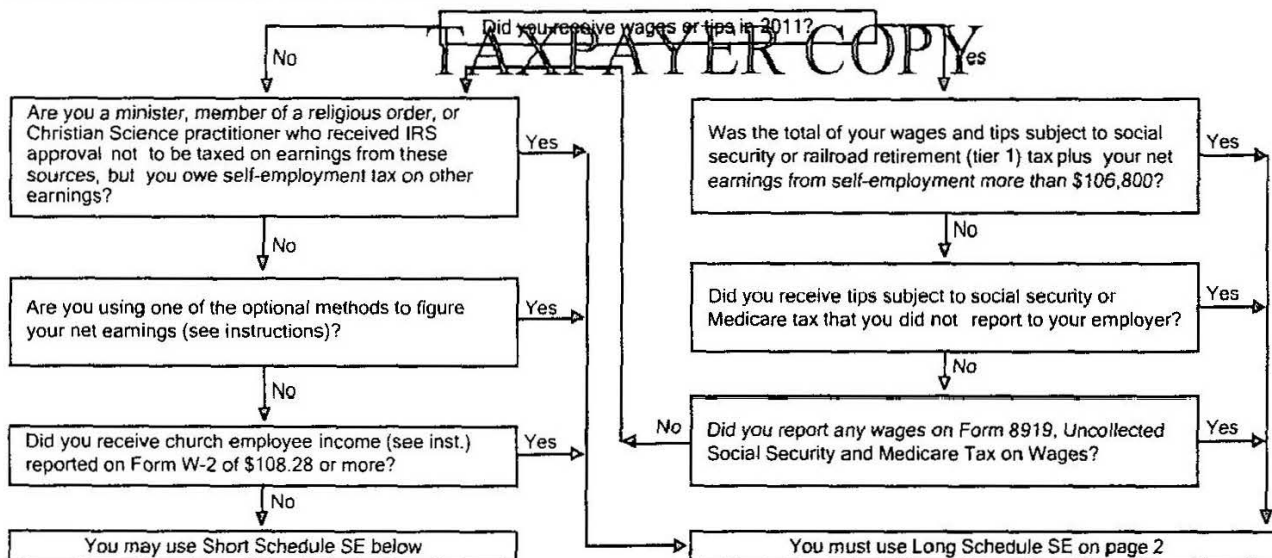 Did you receive wages or tips in 2011?
TAXPAYER COPY
No
Yes
Are you a minister, member of a religious order, or
Christian Science practitioner who received IRS
approval not to be taxed on earnings from these
sources, but you owe self-employment tax on other
earnings?
Yes
Was the total of your wages and tips subject to social
security or railroad retirement (tier 1) tax plus your net
earnings from self-employment more than $106,800?
Yes
No
No
Are you using one of the optional methods to figure
your net earnings (see instructions)?
Yes
Did you receive tips subject to social security or
Medicare tax that you did not report to your employer?
Yes
No
No
Did you receive church employee income (see inst.)
reported on Form W-2 of $108.28 or more?
Yes
No
Did you report any wages on Form 8919, Uncollected
Social Security and Medicare Tax on Wages?
Yes
No
You may use Short Schedule SE below
You must use Long Schedule SE on page 2